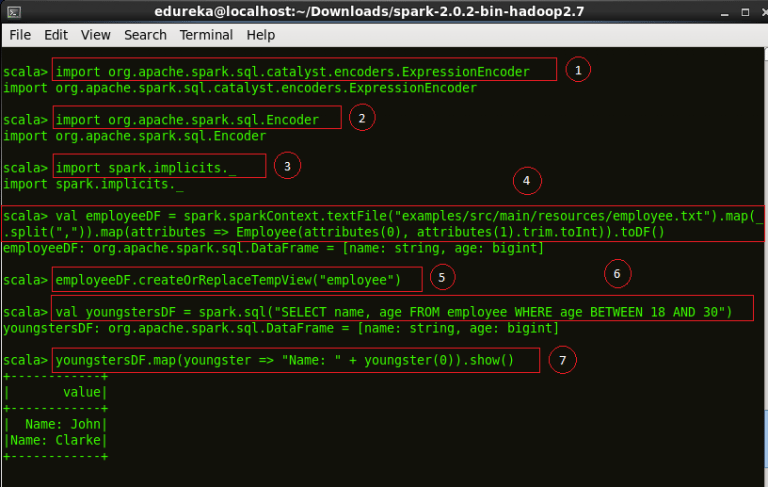 edureka@localhost:~/Downloads/spark-2.0.2-bin-hadoop2.7
File Edit View Search Terminal Help
scala> import org.apache.spark.sql.catalyst.encoders.ExpressionEncoder
1
import org.apache.spark.sql.catalyst.encoders.ExpressionEncoder
scala> import org.apache.spark.sql.Encoder
2
import org.apache.spark.sql.Encoder
scala> import spark.implicits._
3
import spark.implicits._
4
scala> val employeeDF = spark.sparkContext.textFile("examples/src/main/resources/employee.txt").map(_
.split(",")).map(attributes => Employee(attributes(0), attributes(1).trim.toInt)).toDF()
employeeDF: org.apache.spark.sql.DataFrame = [name: string, age: bigint]
scala> employeeDF.createOrReplaceTempView("employee")
5
6
scala> val youngstersDF = spark.sql("SELECT name, age FROM employee WHERE age BETWEEN 18 AND 30")
youngstersDF: org.apache.spark.sql.DataFrame = [name: string, age: bigint]
scala> youngstersDF.map(youngster => "Name: " + youngster(0)).show()
7
+------------+
|       value|
+------------+
|  Name: John|
|Name: Clarke|
+------------+